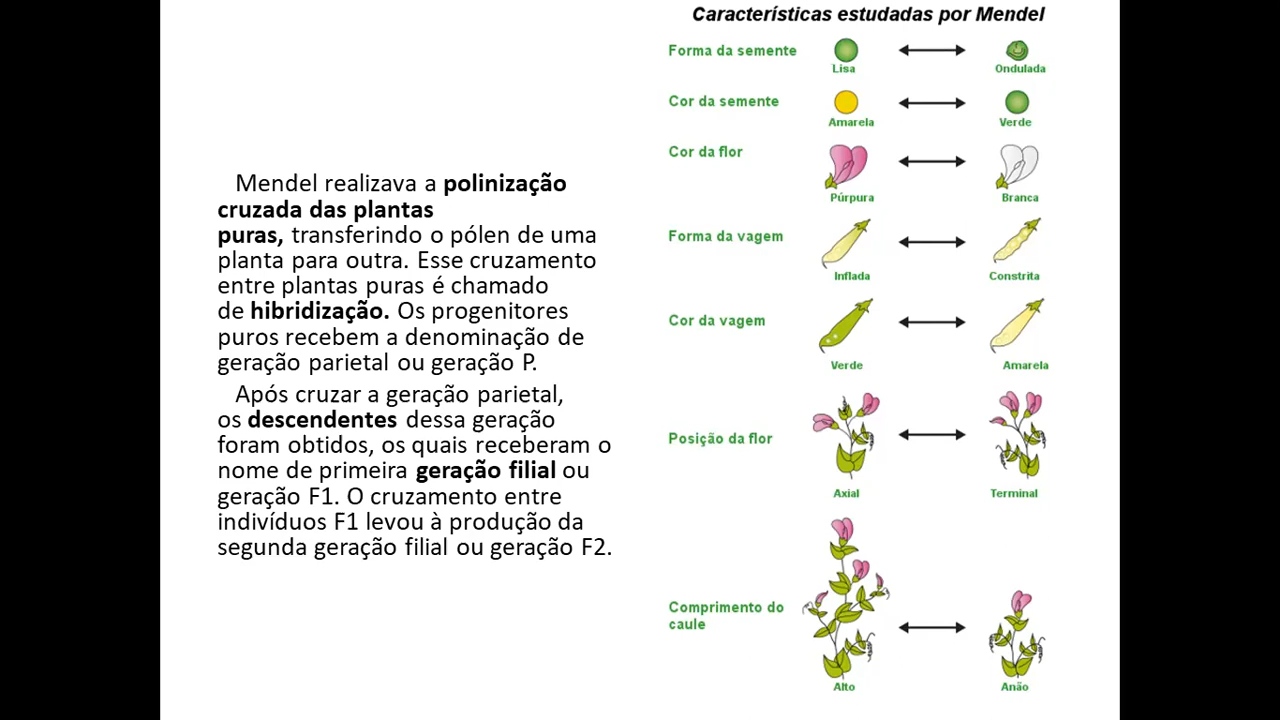 Mendel realizava a polinização
cruzada das plantas
puras, transferindo o pólen de uma
planta para outra. Esse cruzamento
entre plantas puras é chamado
de hibridização. Os progenitores
puros recebem a denominação de
geração parietal ou geração P.
Após cruzar a geração parietal,
os descendentes dessa geração
foram obtidos, os quais receberam o
nome de primeira geração filial ou
geração F1. O cruzamento entre
indivíduos F1 levou à produção da
segunda geração filial ou geração F2.
Características estudadas por Mendel
Forma da semente
Lisa
Ondulada
Cor da semente
Amarela
Verde
Cor da flor
Púrpura
Branca
Forma da vagem
Inflada
Constrita
Cor da vagem
Verde
Amarela
Posição da flor
Axial
Terminal
Comprimento do
caule
Alto
Anão